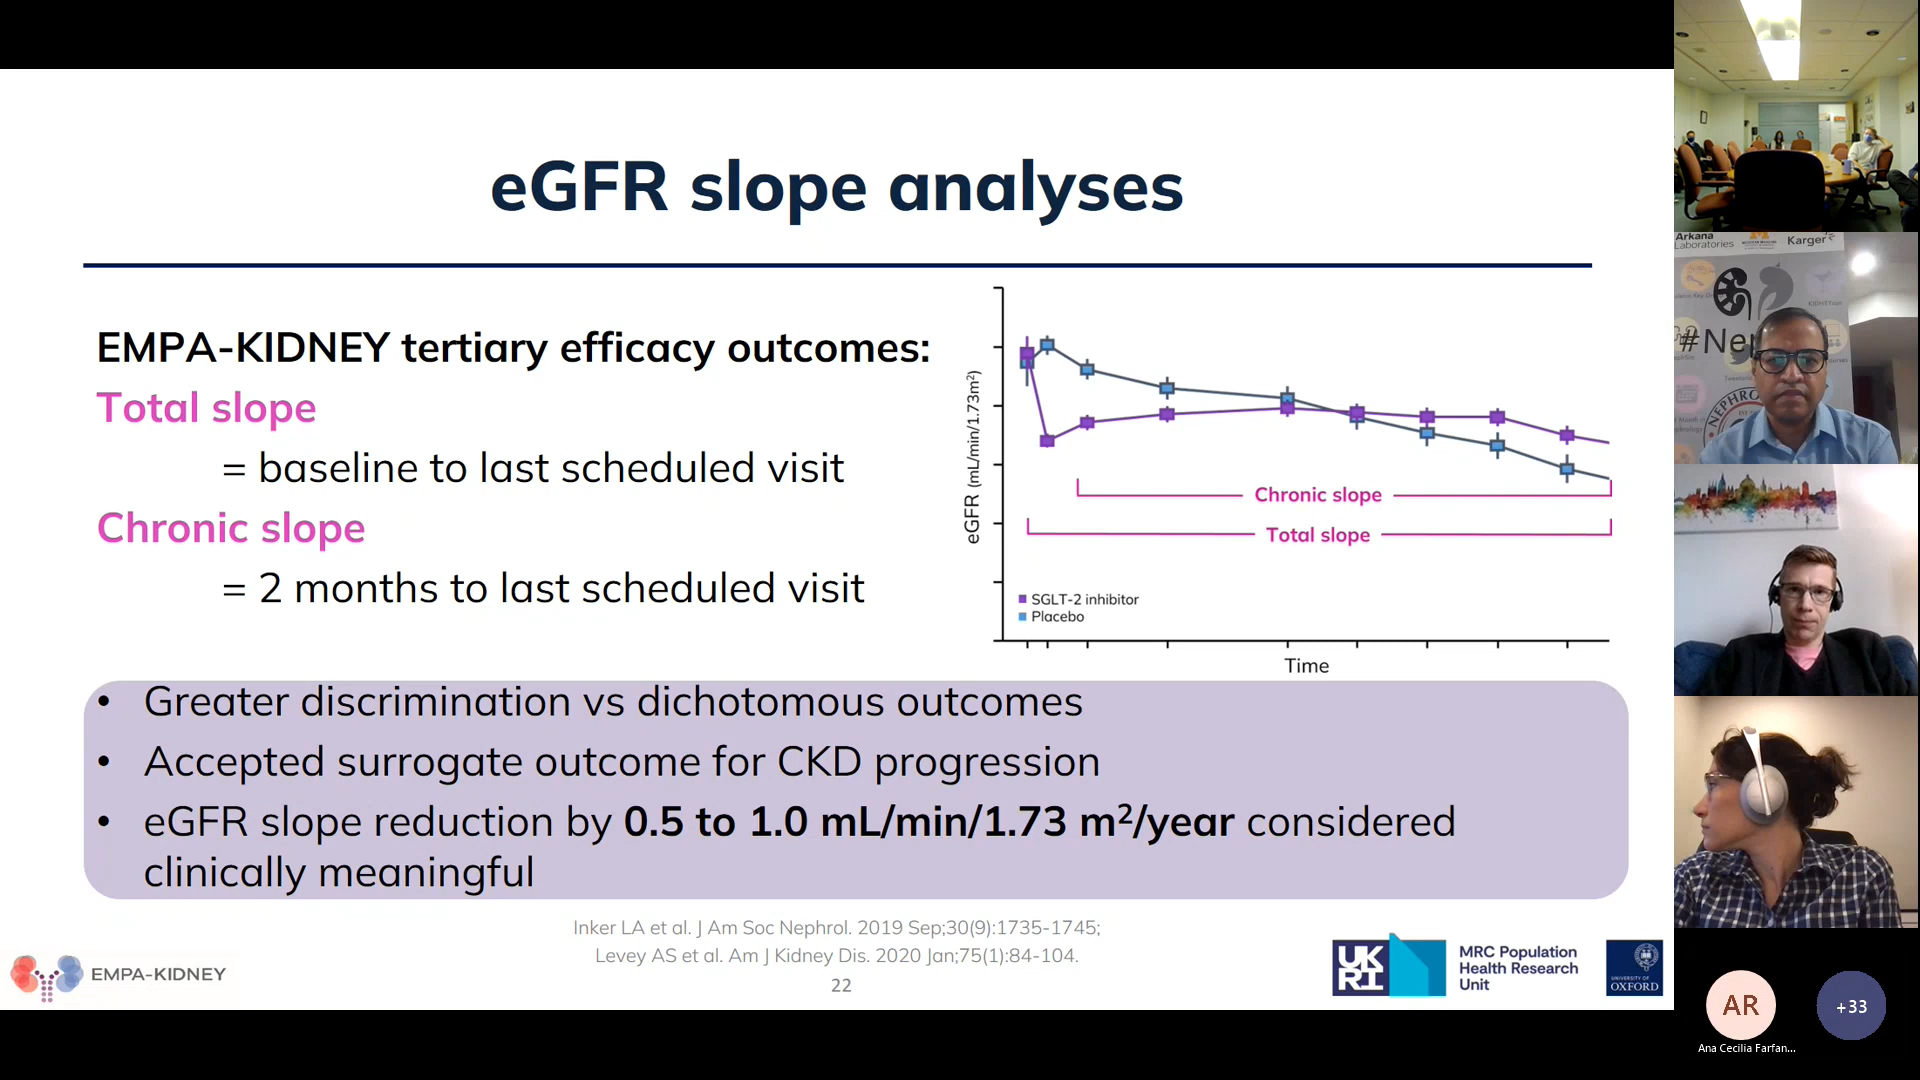 eGFR slope analyses
EMPA-KIDNEY tertiary efficacy outcomes:
Total slope
= baseline to last scheduled visit
Chronic slope
= 2 months to last scheduled visit
eGFR (mL/min/1.73m²)
Chronic slope
Total slope
SGLT-2 inhibitor
Placebo
Time
• Greater discrimination vs dichotomous outcomes
• Accepted surrogate outcome for CKD progression
• eGFR slope reduction by 0.5 to 1.0 mL/min/1.73 m²/year considered
clinically meaningful
Inker LA et al. J Am Soc Nephrol. 2019 Sep;30(9):1735-1745;
Levey AS et al. Am J Kidney Dis. 2020 Jan;75(1):84-104.
22
EMPA-KIDNEY
UK
RI
MRC Population
Health Research
Unit
UNIVERSITY OF
OXFORD
Arkana
Laboratories
Karger
AR
+33
Ana Cecilia Farfan...